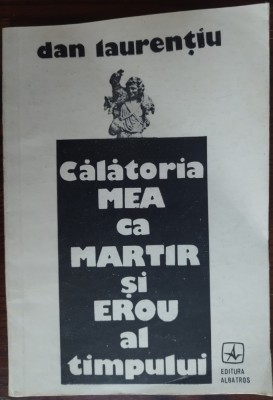 dan laurențiu
Călătoria
MEA
ca
MARTIR
și
EROU
al
timpului
EDITURA
ALBATROS